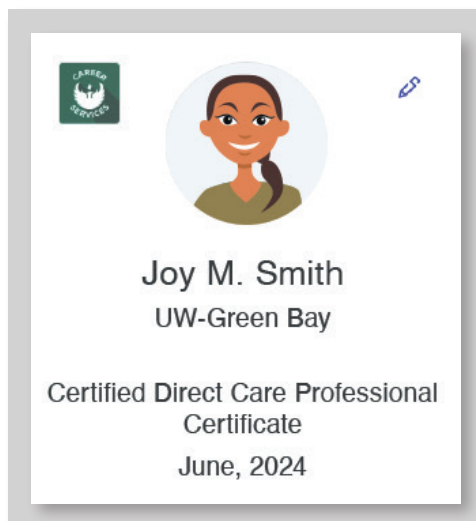 CAREER
SERVICES
Joy M. Smith
UW-Green Bay
Certified Direct Care Professional
Certificate
June, 2024